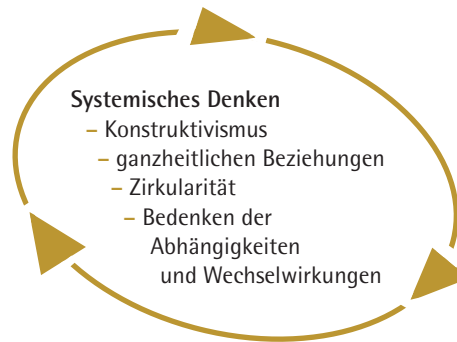 Systemisches Denken
– Konstruktivismus
– ganzheitlichen Beziehungen
– Zirkularität
– Bedenken der
Abhängigkeiten
und Wechselwirkungen